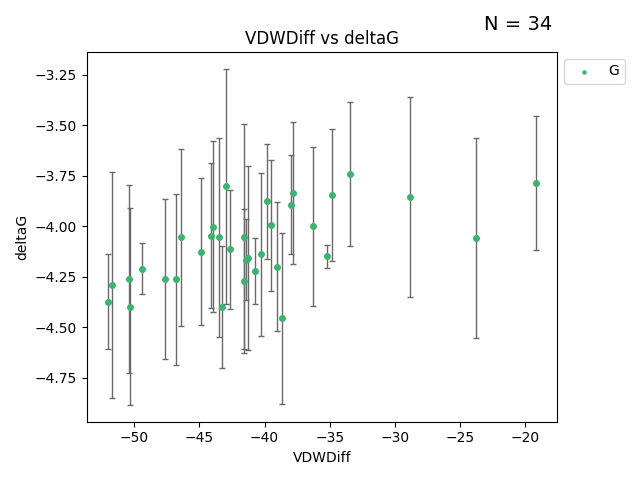 N = 34
VDWDiff vs deltaG
G
deltaG
−3.25
−3.50
−3.75
−4.00
−4.25
−4.50
−4.75
−50 −45 −40 −35 −30 −25 −20
VDWDiff